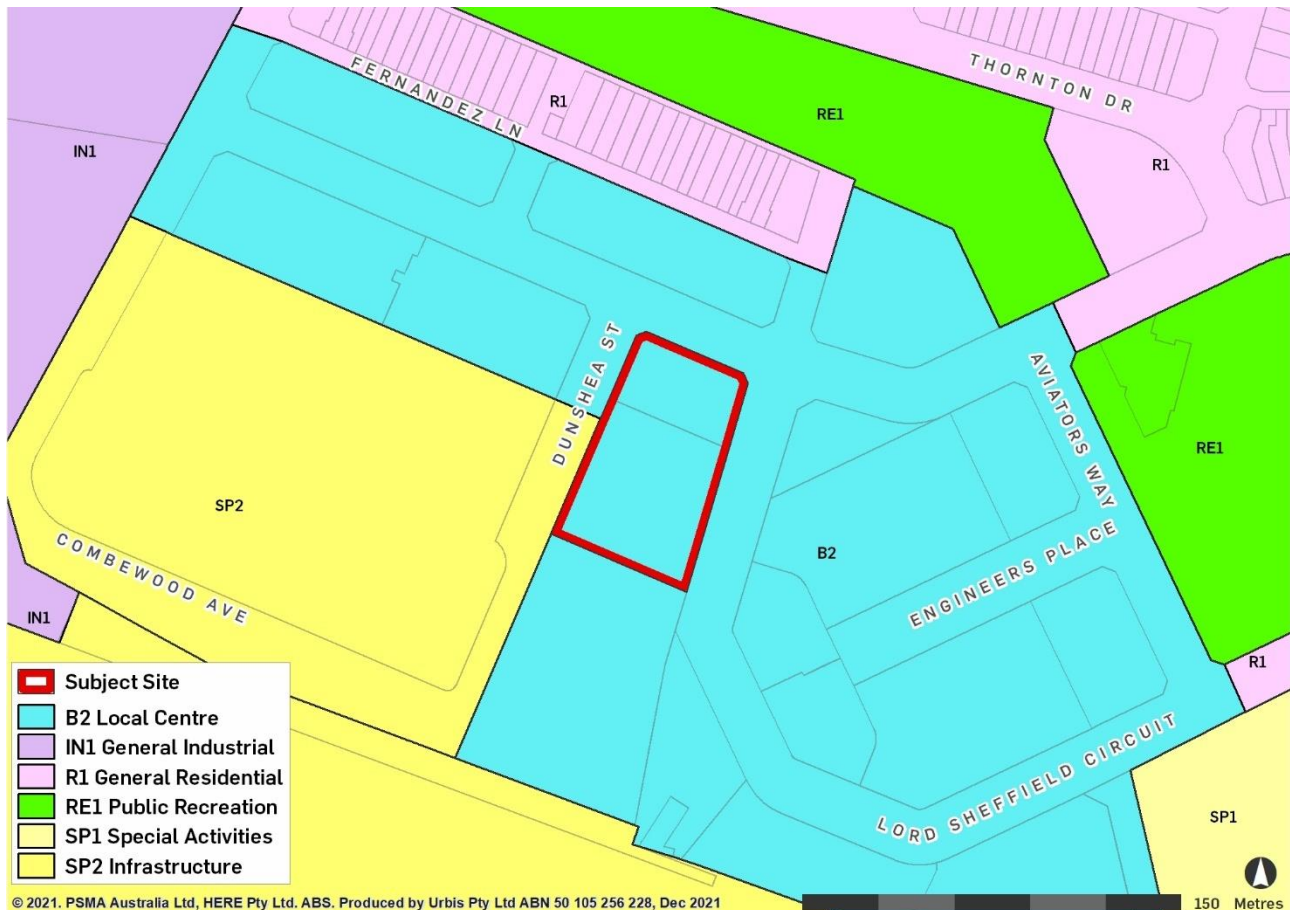 FERNANDEZ LN
R1
RE1
THORNTON DR
R1
IN1
DUNSHEA ST
AVIATORS WAY
RE1
SP2
B2
ENGINEERS PLACE
COMBEWOOD AVE
IN1
R1
LORD SHEFFIELD CIRCUIT
SP1
Subject Site
B2 Local Centre
IN1 General Industrial
R1 General Residential
RE1 Public Recreation
SP1 Special Activities
SP2 Infrastructure
© 2021. PSMA Australia Ltd, HERE Pty Ltd. ABS. Produced by Urbis Pty Ltd ABN 50 105 256 228, Dec 2021
150 Metres